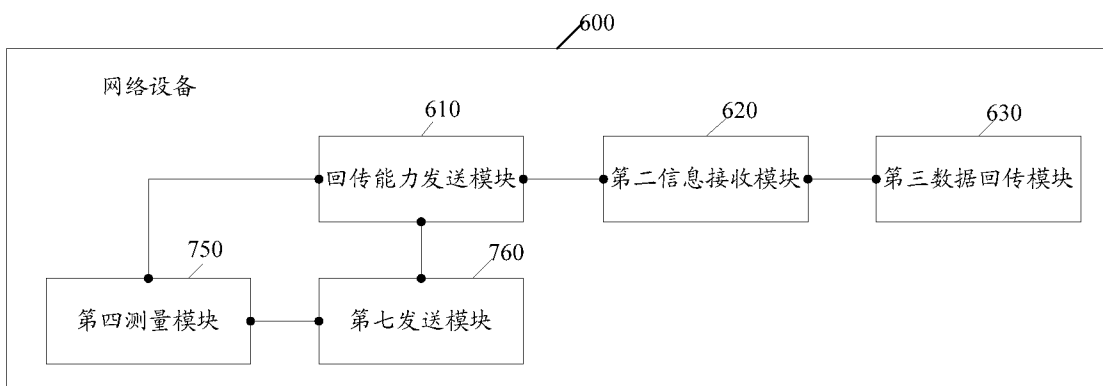 600
网络设备
610
620
630
回传能力发送模块
第二信息接收模块
第三数据回传模块
750
760
第四测量模块
第七发送模块